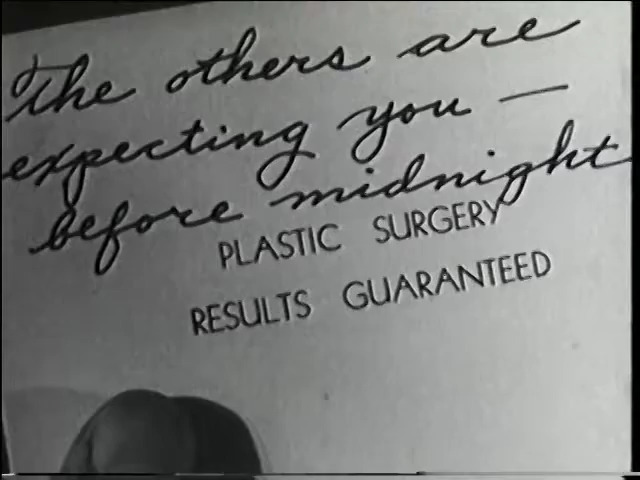 The others are
expecting you —
before midnight
PLASTIC SURGERY
RESULTS GUARANTEED